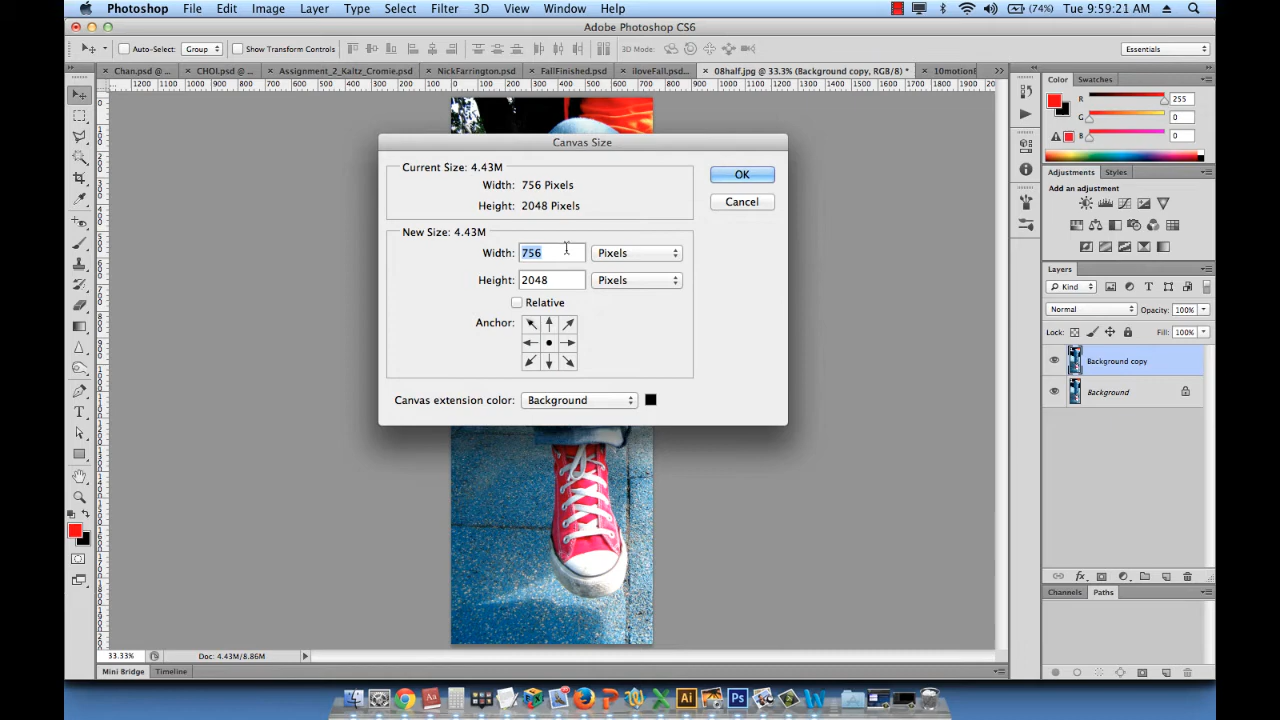 Photoshop File Edit Image Layer Type Select Filter 3D View Window Help (74%) Tue 9:59:21 AM
Adobe Photoshop CS6
Auto-Select: Group Show Transform Controls 3D Mode: Essentials
Chan.psd @ ... CHOI.psd @ ... Assignment_2_Kaltz_Cromie.psd NickFarrington.psd FallFinished.psd iloveFall.psd... 08half.jpg @ 33.3% (Background copy, RGB/8) *
Color Swatches
R 255
G 0
B 0
Adjustments Styles
Add an adjustment
Layers
Kind
Normal Opacity: 100%
Lock: Fill: 100%
Background copy
Background
Channels Paths
Canvas Size
Current Size: 4.43M
Width: 756 Pixels
Height: 2048 Pixels
OK
Cancel
New Size: 4.43M
Width: 756 Pixels
Height: 2048 Pixels
Relative
Anchor:
Canvas extension color: Background
33.33% Doc: 4.43M/8.86M
Mini Bridge Timeline